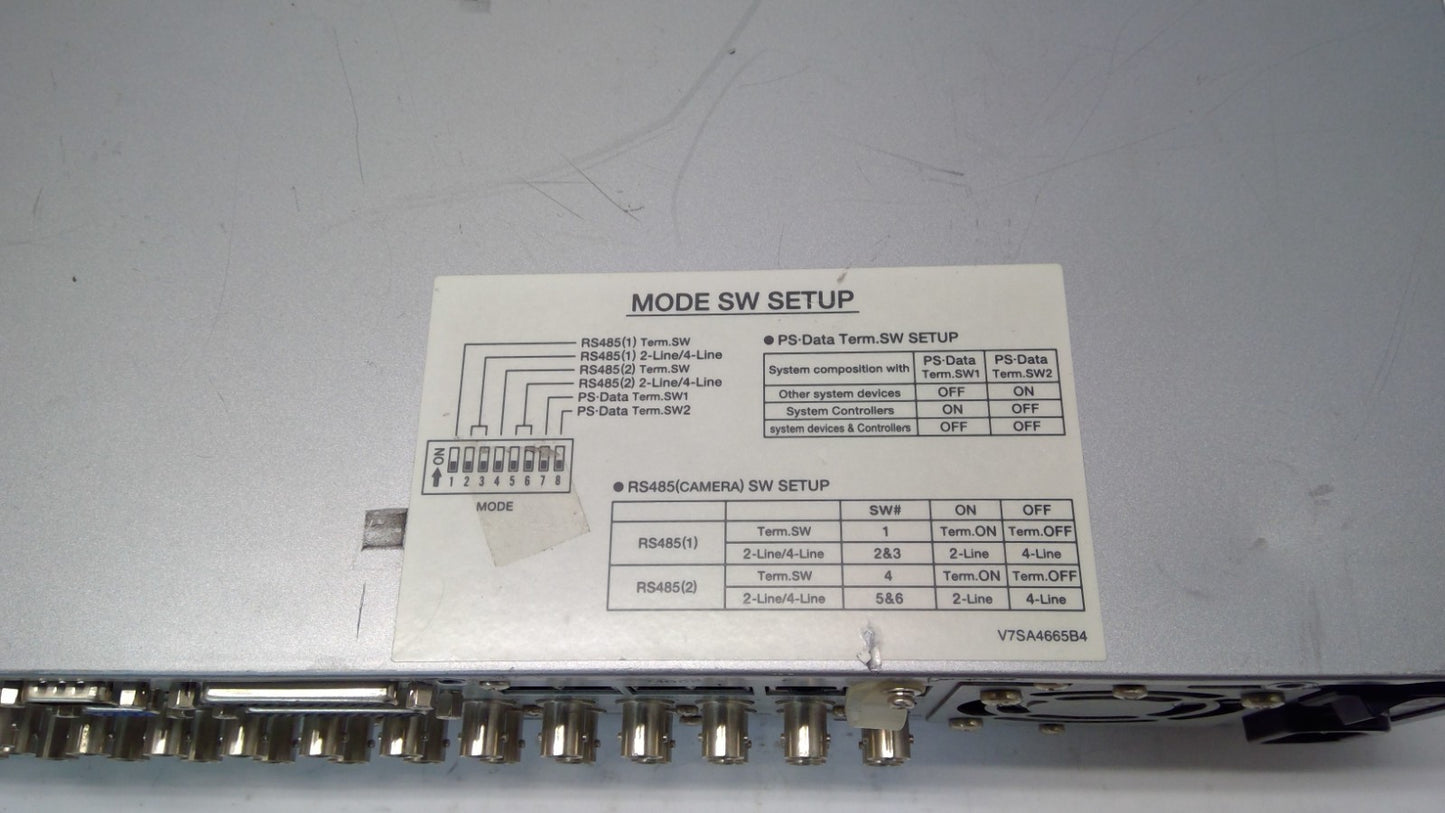 MODE SW SETUP
RS485(1) Term.SW
RS485(1) 2-Line/4-Line
RS485(2) Term.SW
RS485(2) 2-Line/4-Line
PS·Data Term.SW1
PS·Data Term.SW2
ON
1 2 3 4 5 6 7 8
MODE
● PS·Data Term.SW SETUP
System composition with PS·Data Term.SW1 PS·Data Term.SW2
Other system devices OFF ON
System Controllers ON OFF
system devices & Controllers OFF OFF
● RS485(CAMERA) SW SETUP
SW# ON OFF
RS485(1) Term.SW 1 Term.ON Term.OFF
2-Line/4-Line 2&3 2-Line 4-Line
RS485(2) Term.SW 4 Term.ON Term.OFF
2-Line/4-Line 5&6 2-Line 4-Line
V7SA4665B4